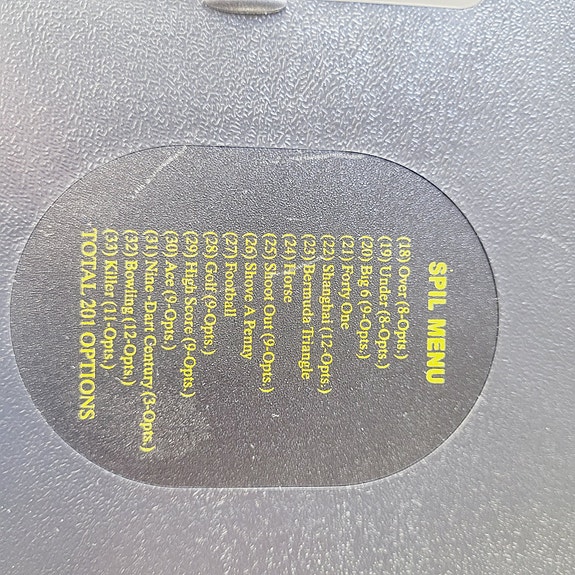 SPIL MENU
(18) Over (8-Opts.)
(19) Under (8-Opts.)
(20) Big 6 (9-Opts.)
(21) Forty One
(22) Shanghai (12-Opts.)
(23) Bermuda Triangle
(24) Horse
(25) Shoot Out (9-Opts.)
(26) Shove A Penny
(27) Football
(28) Golf (9-Opts.)
(29) High Score (9-Opts.)
(30) Ace (9-Opts.)
(31) Nine-Dart Century (3-Opts.)
(32) Bowling (12-Opts.)
(33) Killer (11-Opts.)
TOTAL 201 OPTIONS